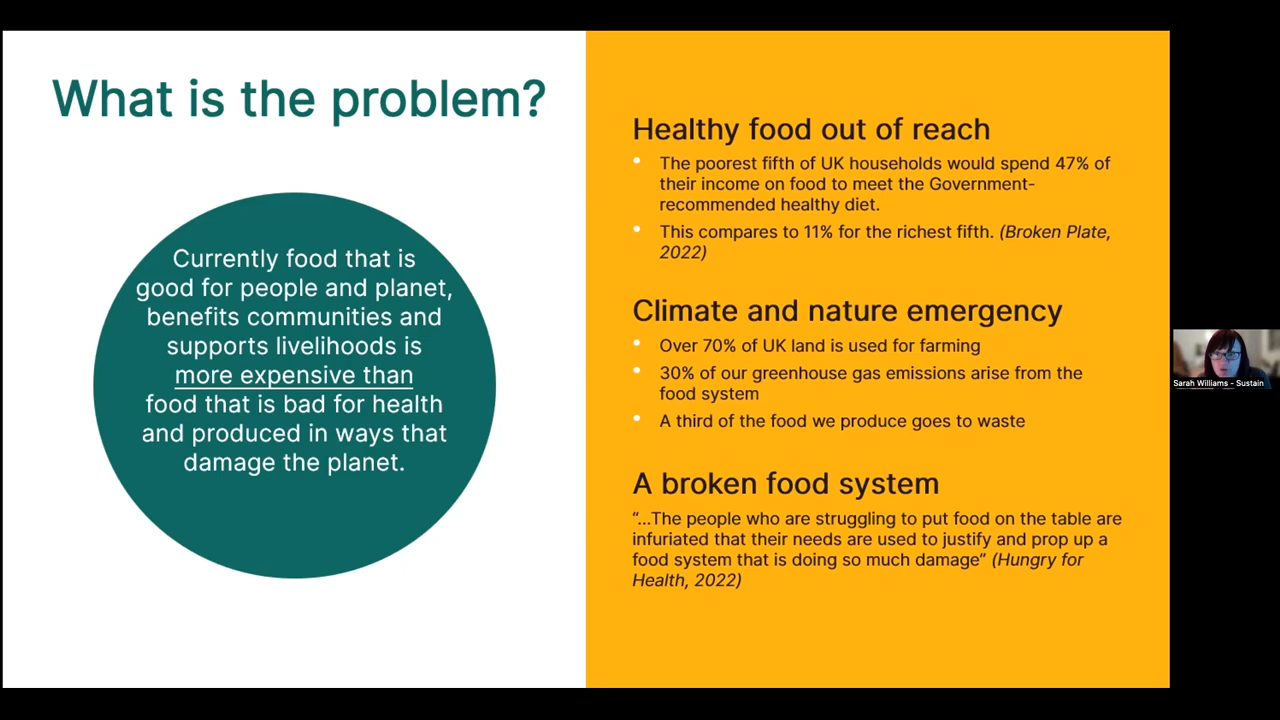 What is the problem?
Currently food that is
good for people and planet,
benefits communities and
supports livelihoods is
more expensive than
food that is bad for health
and produced in ways that
damage the planet.
Healthy food out of reach
• The poorest fifth of UK households would spend 47% of
their income on food to meet the Government-
recommended healthy diet.
• This compares to 11% for the richest fifth. (Broken Plate,
2022)
Climate and nature emergency
• Over 70% of UK land is used for farming
• 30% of our greenhouse gas emissions arise from the
food system
• A third of the food we produce goes to waste
A broken food system
“...The people who are struggling to put food on the table are
infuriated that their needs are used to justify and prop up a
food system that is doing so much damage” (Hungry for
Health, 2022)
Sarah Williams - Sustain